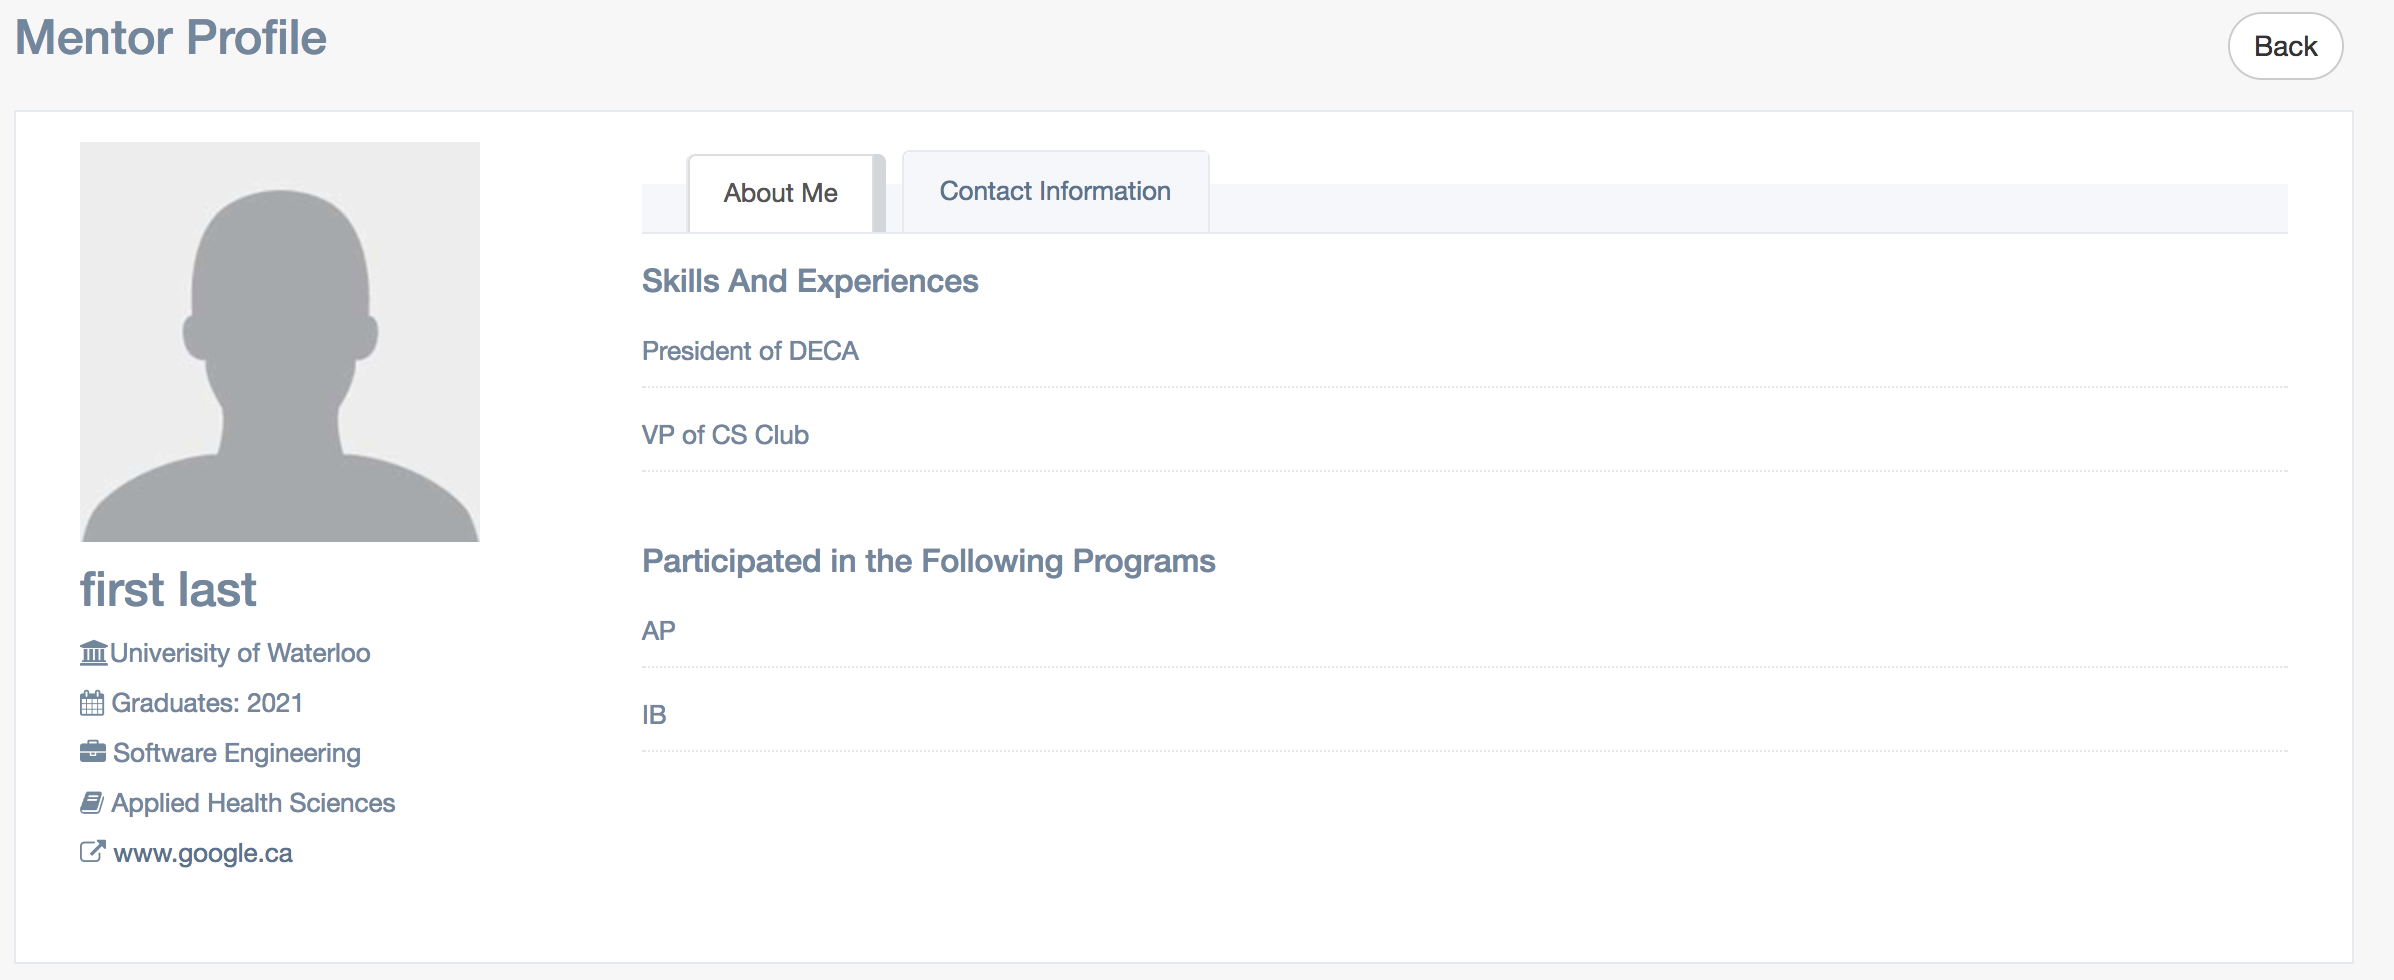 Mentor Profile
Back
first last
Univerisity of Waterloo
Graduates: 2021
Software Engineering
Applied Health Sciences
www.google.ca
About Me
Contact Information
Skills And Experiences
President of DECA
VP of CS Club
Participated in the Following Programs
AP
IB